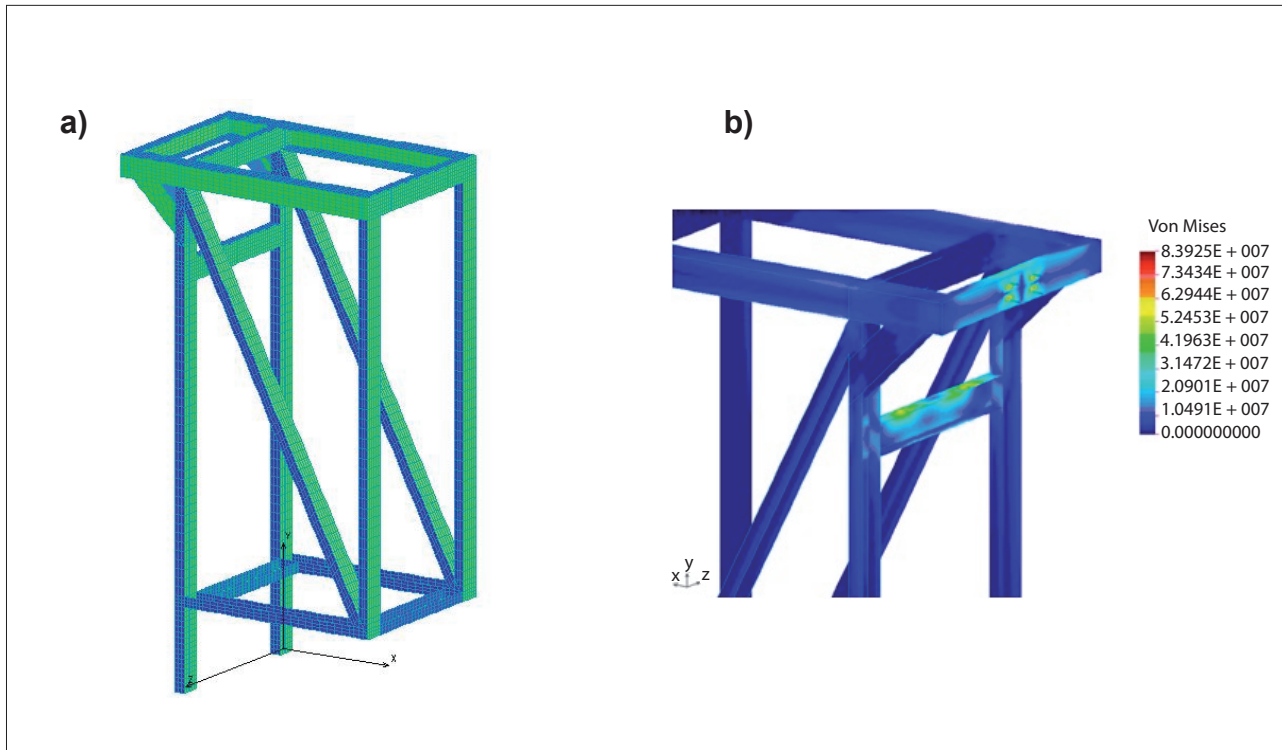 a)
Y
X
Z
b)
Von Mises
8.3925E + 007
7.3434E + 007
6.2944E + 007
5.2453E + 007
4.1963E + 007
3.1472E + 007
2.0901E + 007
1.0491E + 007
0.000000000
y
x z